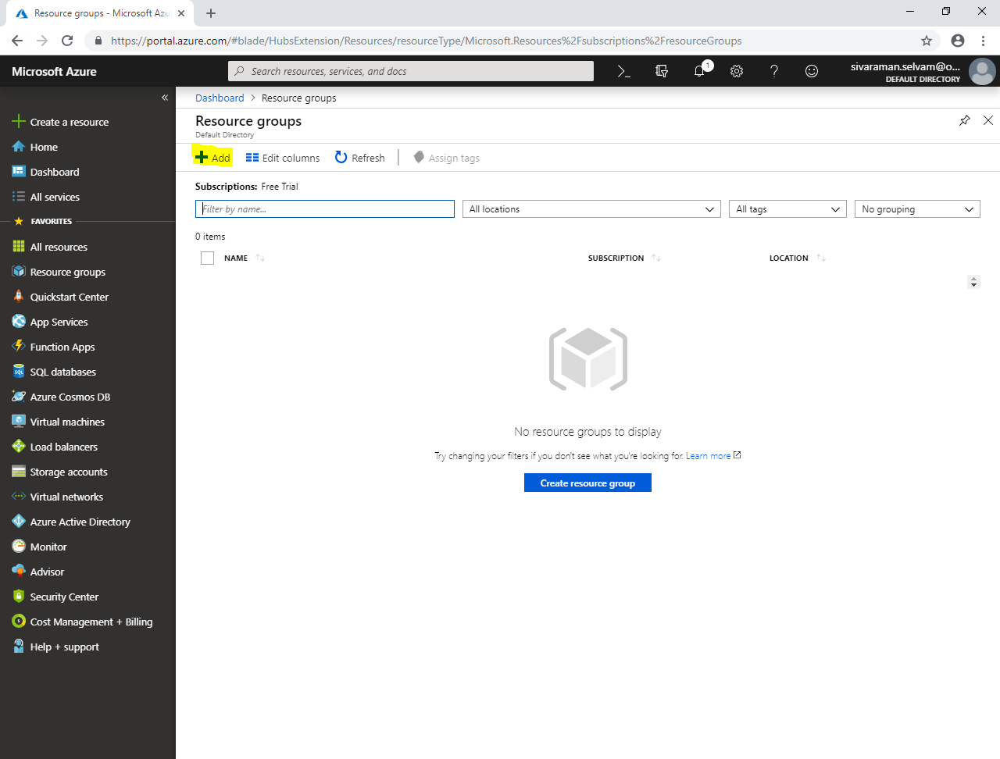 Resource groups - Microsoft Azu
https://portal.azure.com/#blade/HubsExtension/Resources/resourceType/Microsoft.Resources%2Fsubscriptions%2FresourceGroups
Microsoft Azure
Search resources, services, and docs
1
sivaraman.selvam@o...
DEFAULT DIRECTORY
Create a resource
Home
Dashboard
All services
FAVORITES
All resources
Resource groups
Quickstart Center
App Services
Function Apps
SQL
SQL databases
Azure Cosmos DB
Virtual machines
Load balancers
Storage accounts
Virtual networks
Azure Active Directory
Monitor
Advisor
Security Center
Cost Management + Billing
Help + support
Dashboard > Resource groups
Resource groups
Default Directory
Add Edit columns Refresh Assign tags
Subscriptions: Free Trial
Filter by name... All locations All tags No grouping
0 items
NAME SUBSCRIPTION LOCATION
No resource groups to display
Try changing your filters if you don't see what you're looking for. Learn more
Create resource group